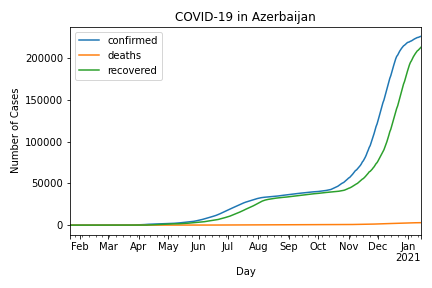 COVID-19 in Azerbaijan
confirmed
deaths
recovered
Number of Cases
200000
150000
100000
50000
0
Feb Mar Apr May Jun Jul Aug Sep Oct Nov Dec Jan
2021
Day